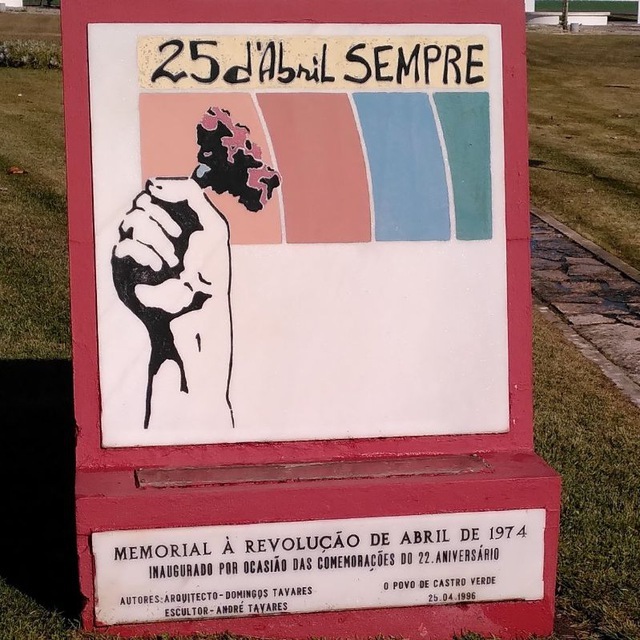 25 d'Abril SEMPRE
MEMORIAL À REVOLUÇÃO DE ABRIL DE 1974
INAUGURADO POR OCASIÃO DAS COMEMORAÇÕES DO 22.ANIVERSÁRIO
AUTORES:ARQUITECTO-DOMINGOS TAVARES
ESCULTOR-ANDRÉ TAVARES
O POVO DE CASTRO VERDE
25.04.1996